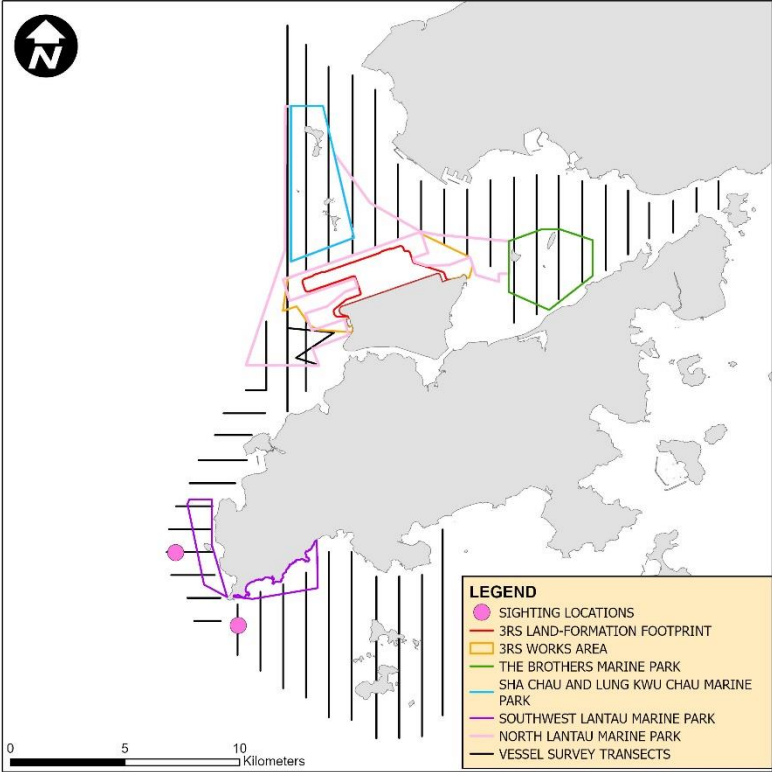 N
LEGEND
SIGHTING LOCATIONS
3RS LAND-FORMATION FOOTPRINT
3RS WORKS AREA
THE BROTHERS MARINE PARK
SHA CHAU AND LUNG KWU CHAU MARINE
PARK
SOUTHWEST LANTAU MARINE PARK
NORTH LANTAU MARINE PARK
VESSEL SURVEY TRANSECTS
0 5 10
Kilometers